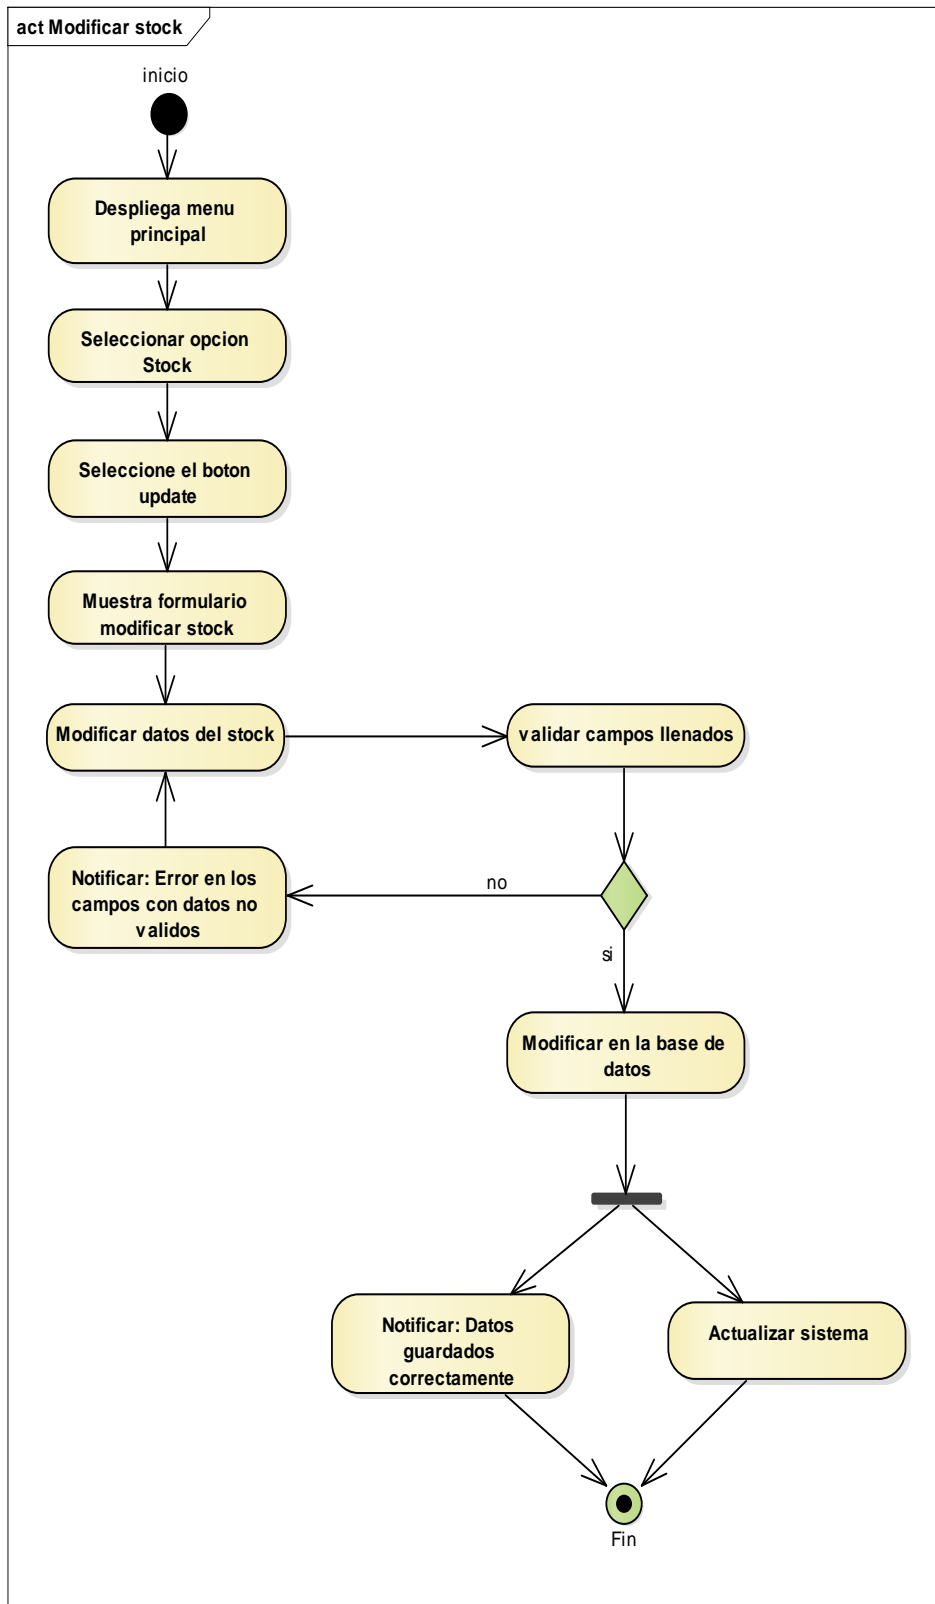 act Modificar stock
inicio
Despliega menu
principal
Seleccionar opcion
Stock
Seleccione el boton
update
Muestra formulario
modificar stock
Modificar datos del stock
validar campos llenados
Notificar: Error en los
campos con datos no
validos
no
si
Modificar en la base de
datos
Notificar: Datos
guardados
correctamente
Actualizar sistema
Fin